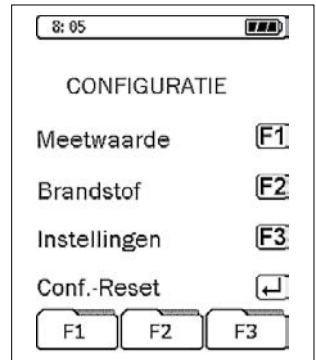 8:05
CONFIGURATIE
Meetwaarde F1
Brandstof F2
Instellingen F3
Conf.-Reset
F1 F2 F3